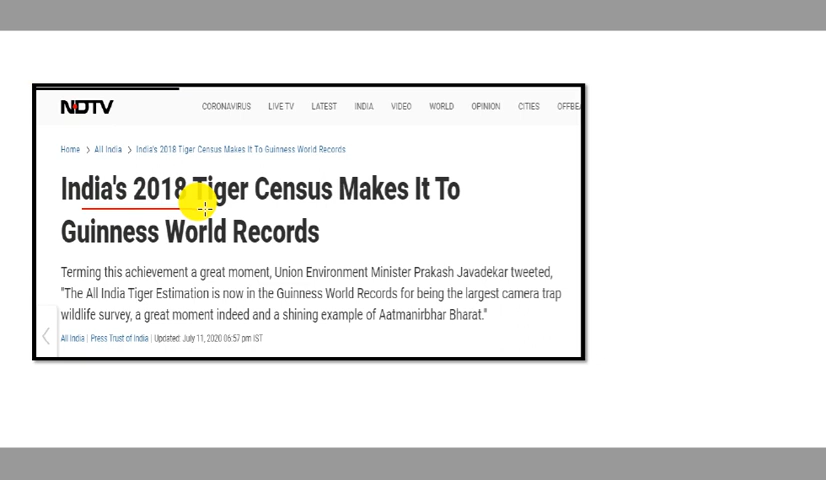 NDTV
CORONAVIRUS LIVE TV LATEST INDIA VIDEO WORLD OPINION CITIES OFFBEA
Home > All India > India's 2018 Tiger Census Makes It To Guinness World Records
India's 2018 Tiger Census Makes It To
Guinness World Records
Terming this achievement a great moment, Union Environment Minister Prakash Javadekar tweeted,
"The All India Tiger Estimation is now in the Guinness World Records for being the largest camera trap
wildlife survey, a great moment indeed and a shining example of Aatmanirbhar Bharat."
All India | Press Trust of India | Updated: July 11, 2020 06:57 pm IST